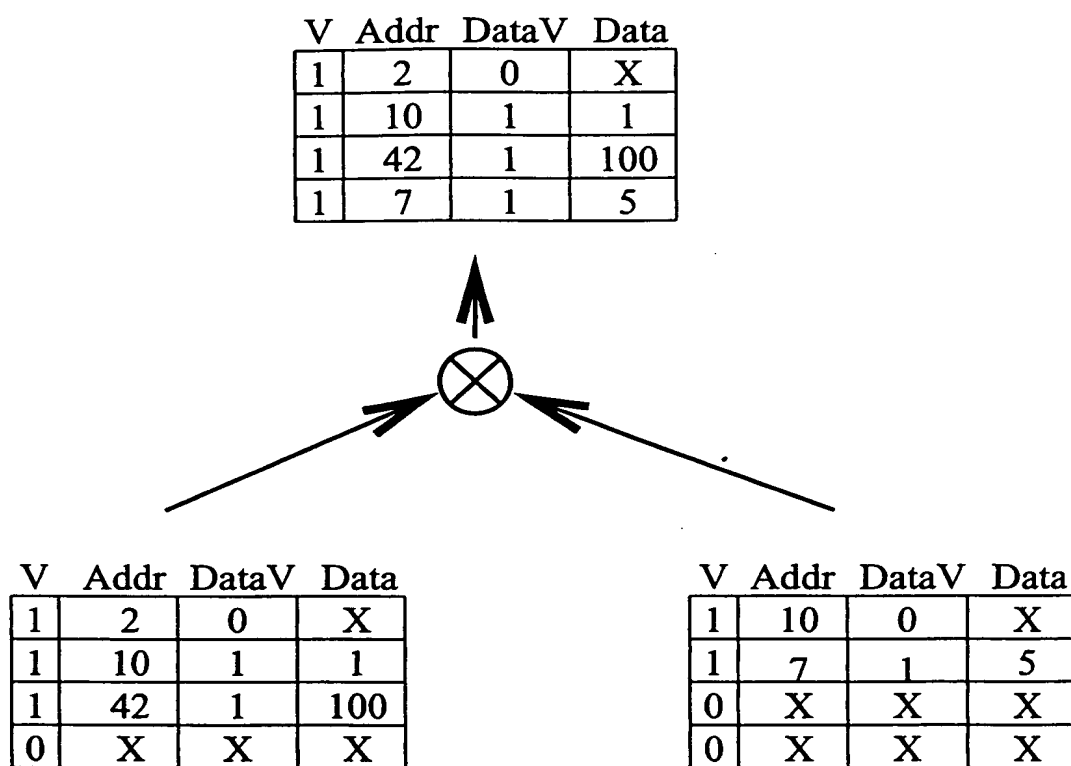 V Addr DataV Data
1 2 0 X
1 10 1 1
1 42 1 100
1 7 1 5
V Addr DataV Data
1 2 0 X
1 10 1 1
1 42 1 100
0 X X X
V Addr DataV Data
1 10 0 X
1 7 1 5
0 X X X
0 X X X